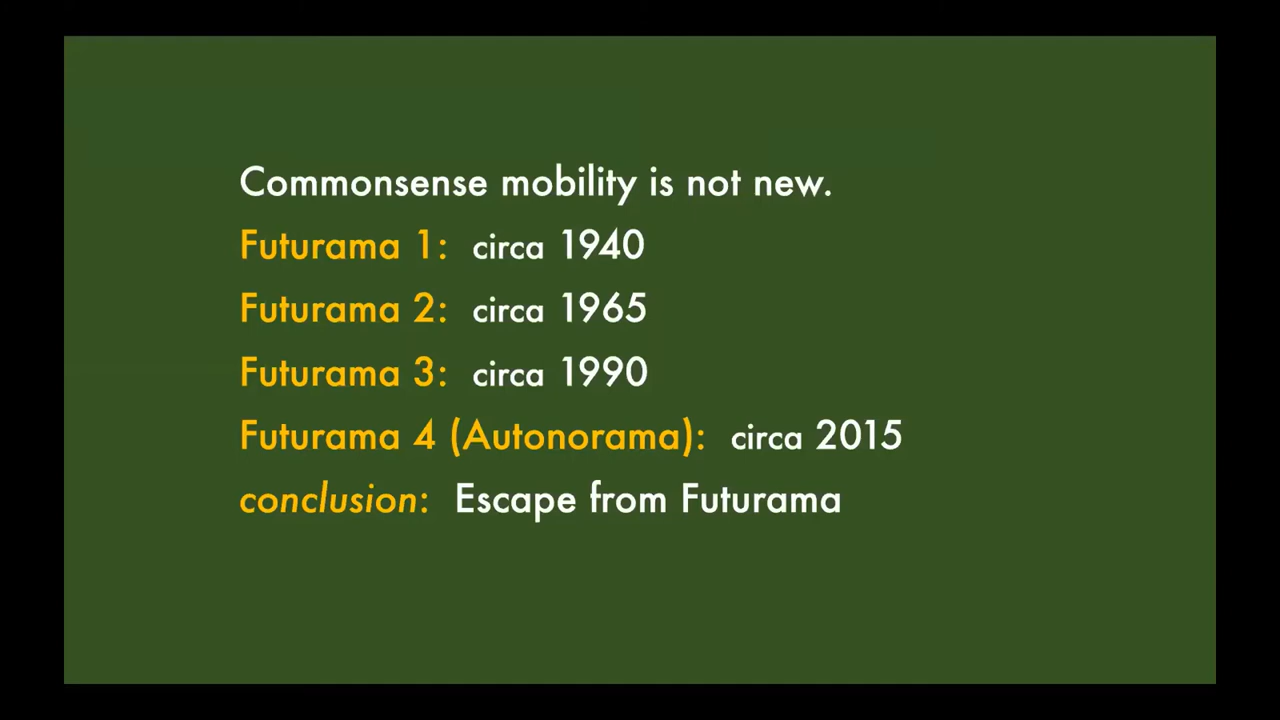 Commonsense mobility is not new.
Futurama 1: circa 1940
Futurama 2: circa 1965
Futurama 3: circa 1990
Futurama 4 (Autonorama): circa 2015
conclusion: Escape from Futurama